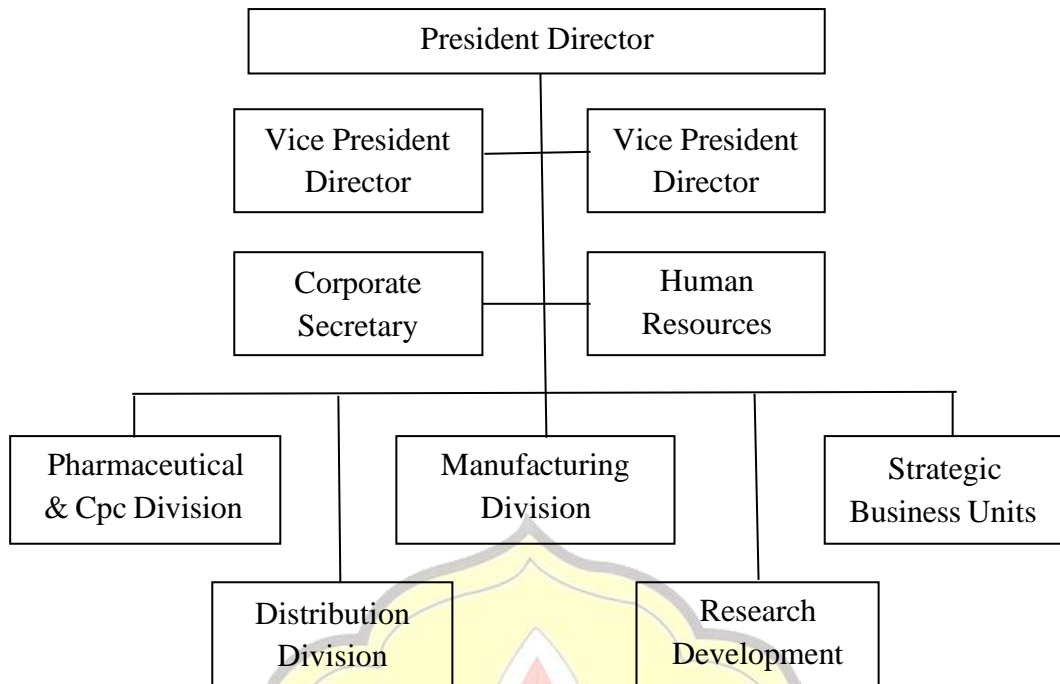 President Director
Vice President
Director
Vice President
Director
Corporate
Secretary
Human
Resources
Pharmaceutical
& Cpc Division
Manufacturing
Division
Strategic
Business Units
Distribution
Division
Research
Development